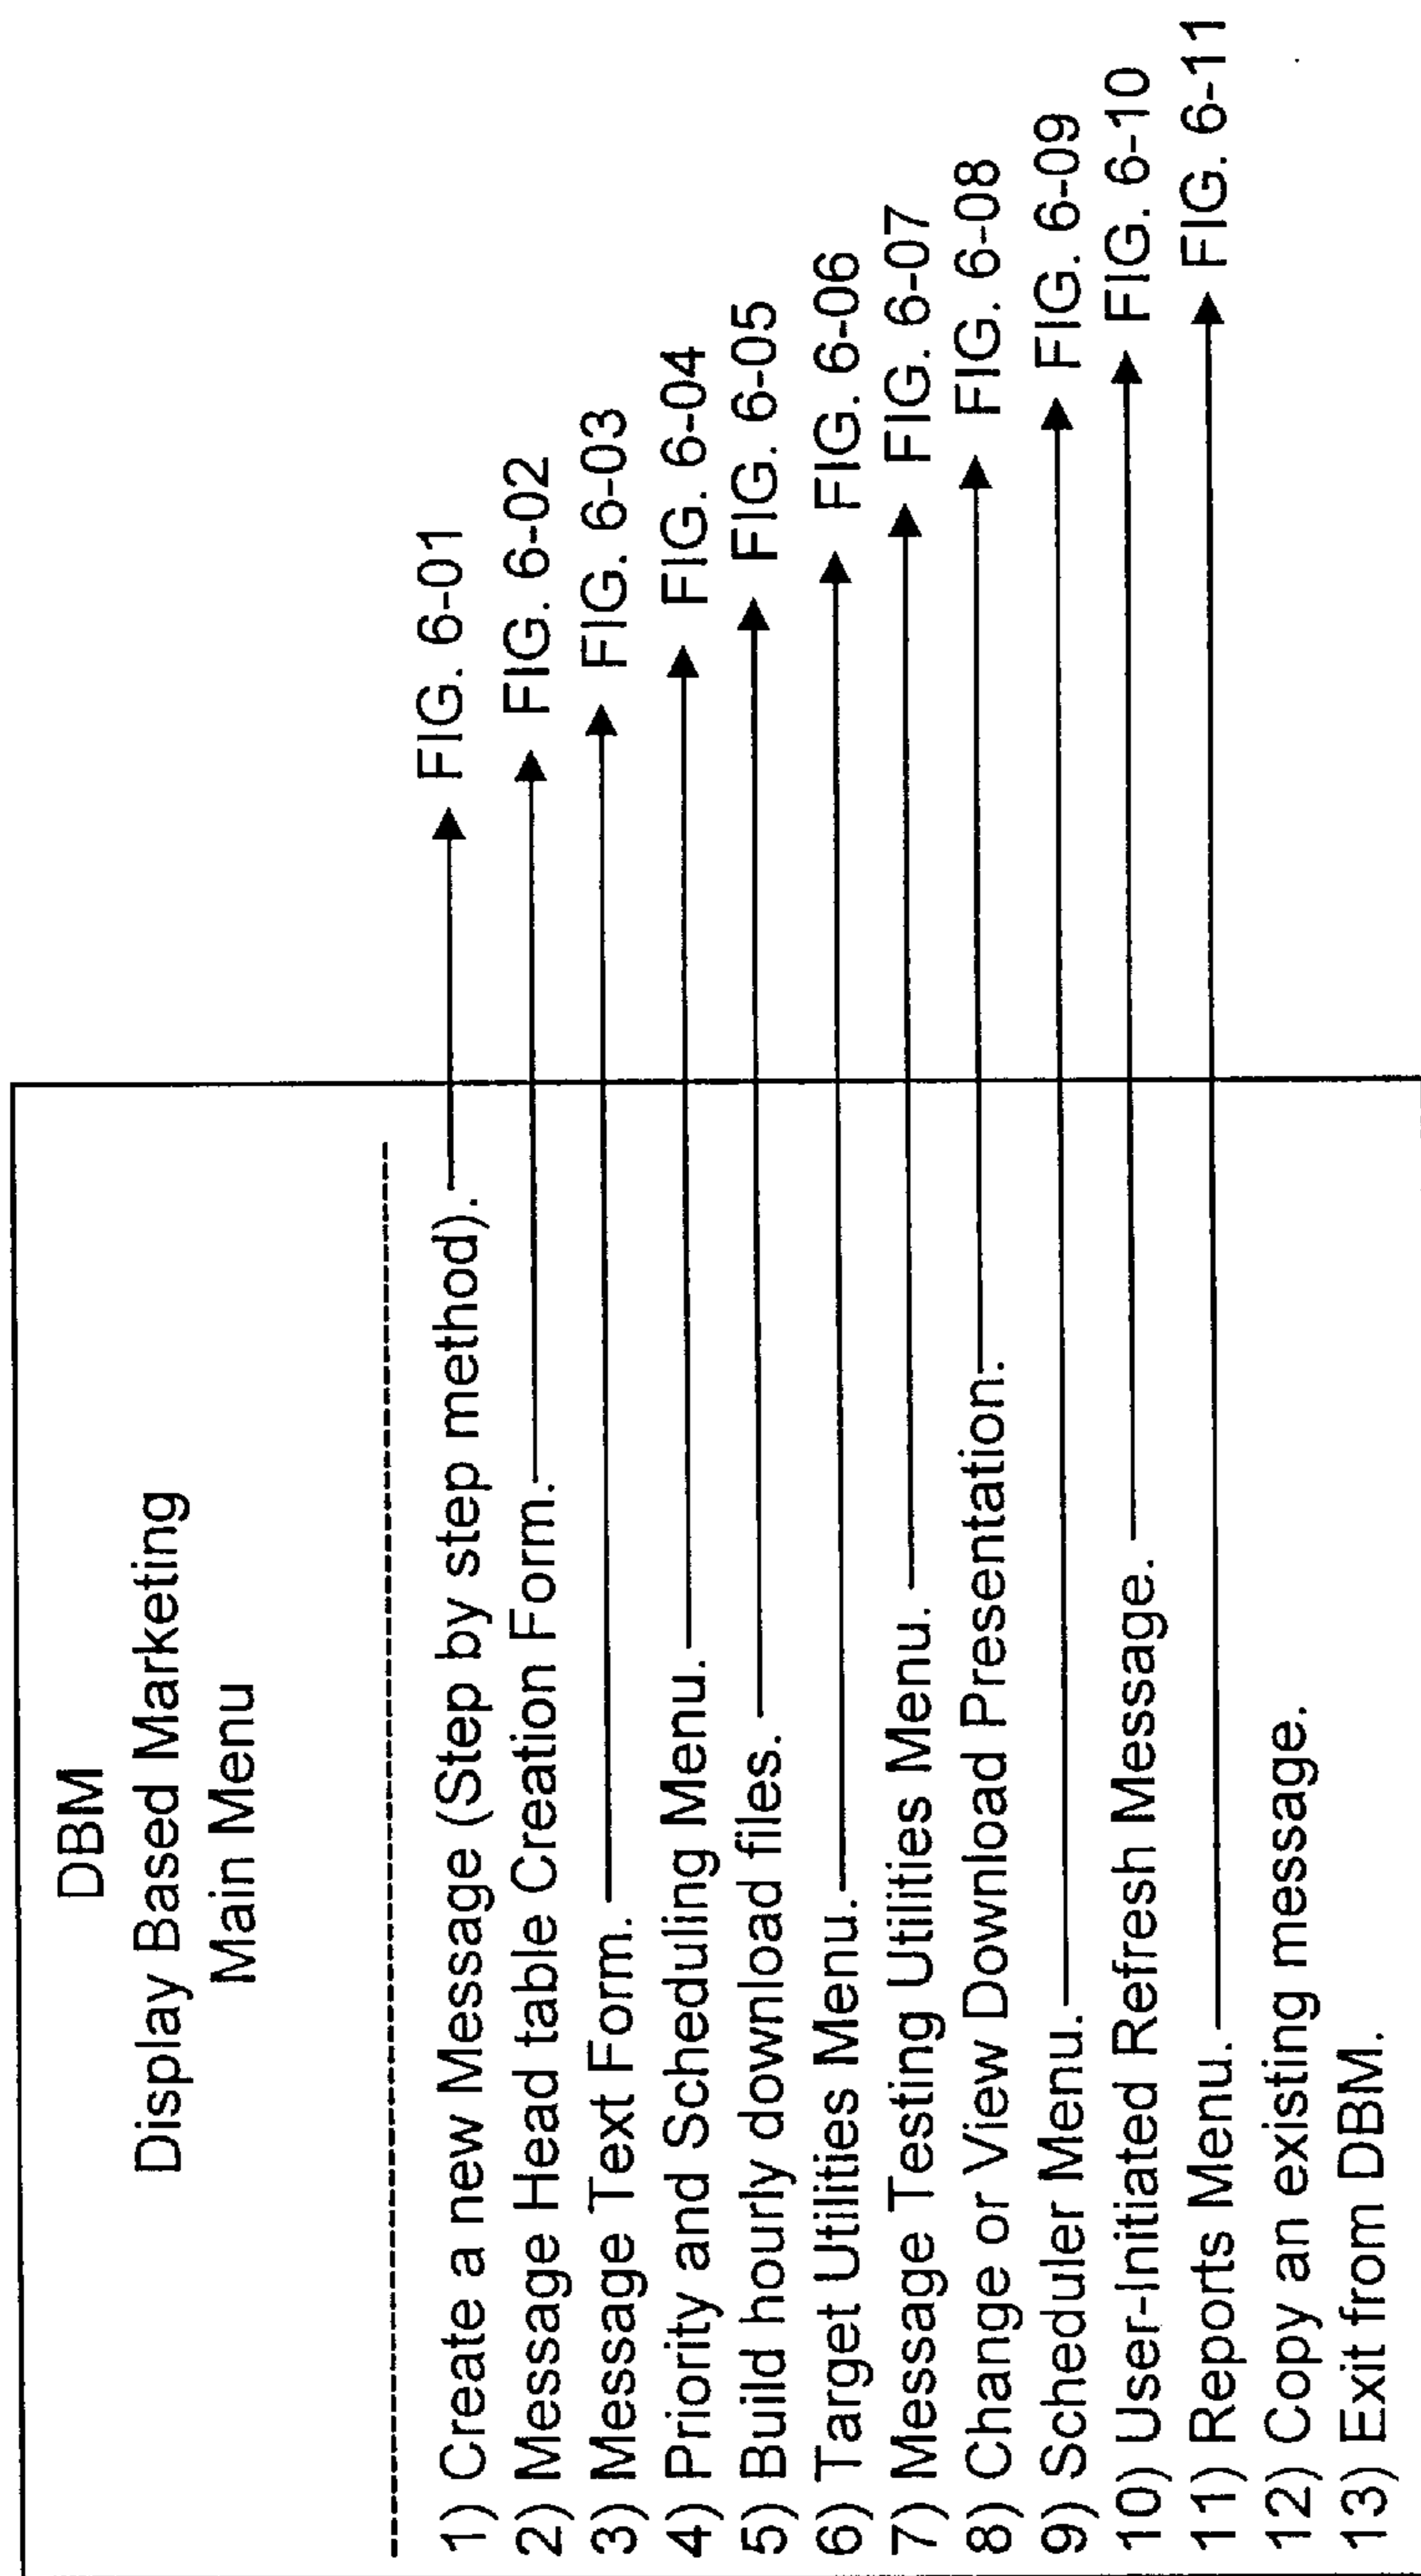 DBM
Display Based Marketing
Main Menu
1) Create a new Message (Step by step method). FIG. 6-01
2) Message Head table Creation Form. FIG. 6-02
3) Message Text Form. FIG. 6-03
4) Priority and Scheduling Menu. FIG. 6-04
5) Build hourly download files. FIG. 6-05
6) Target Utilities Menu. FIG. 6-06
7) Message Testing Utilities Menu. FIG. 6-07
8) Change or View Download Presentation. FIG. 6-08
9) Scheduler Menu. FIG. 6-09
10) User-Initiated Refresh Message. FIG. 6-10
11) Reports Menu. FIG. 6-11
12) Copy an existing message.
13) Exit from DBM.